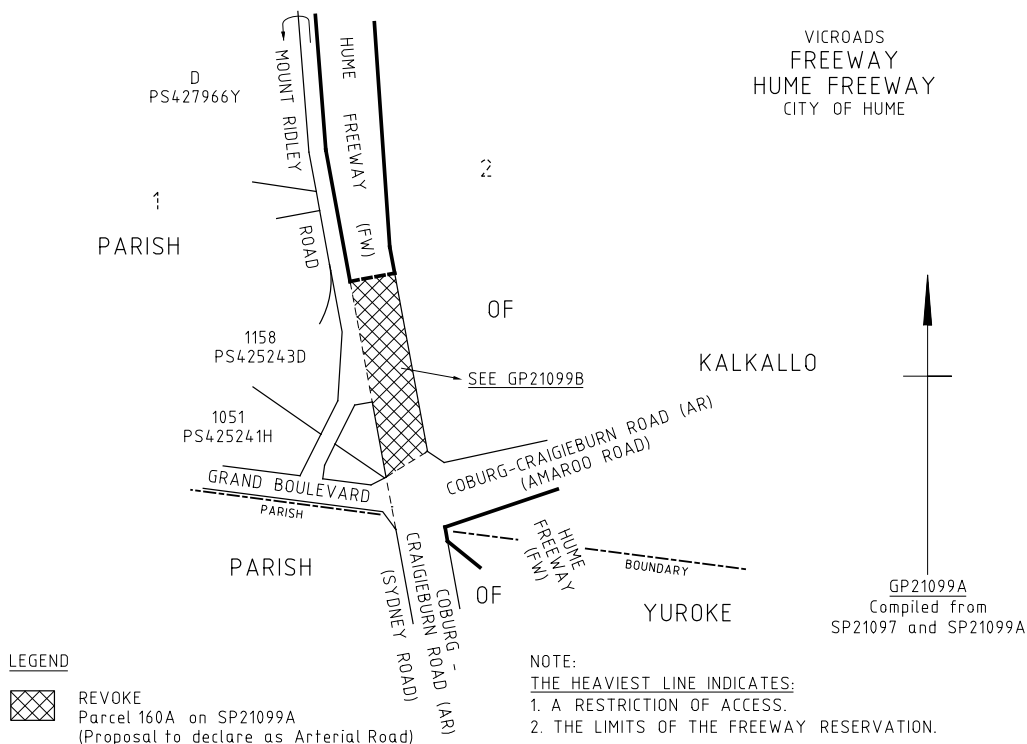 VICROADS
FREEWAY
HUME FREEWAY
CITY OF HUME
D
PS427966Y
MOUNT RIDLEY
ROAD
HUME FREEWAY (FW)
1
2
PARISH
OF
KALKALLO
1158
PS425243D
SEE GP21099B
1051
PS425241H
COBURG-CRAIGIEBURN ROAD (AR)
(AMAROO ROAD)
GRAND BOULEVARD
PARISH
BOUNDARY
HUME
FREEWAY
(FW)
PARISH
OF
YUROKE
COBURG -
CRAIGIEBURN ROAD (AR)
(SYDNEY ROAD)
GP21099A
Compiled from
SP21097 and SP21099A
LEGEND
REVOKE
Parcel 160A on SP21099A
(Proposal to declare as Arterial Road)
NOTE:
THE HEAVIEST LINE INDICATES:
1. A RESTRICTION OF ACCESS.
2. THE LIMITS OF THE FREEWAY RESERVATION.